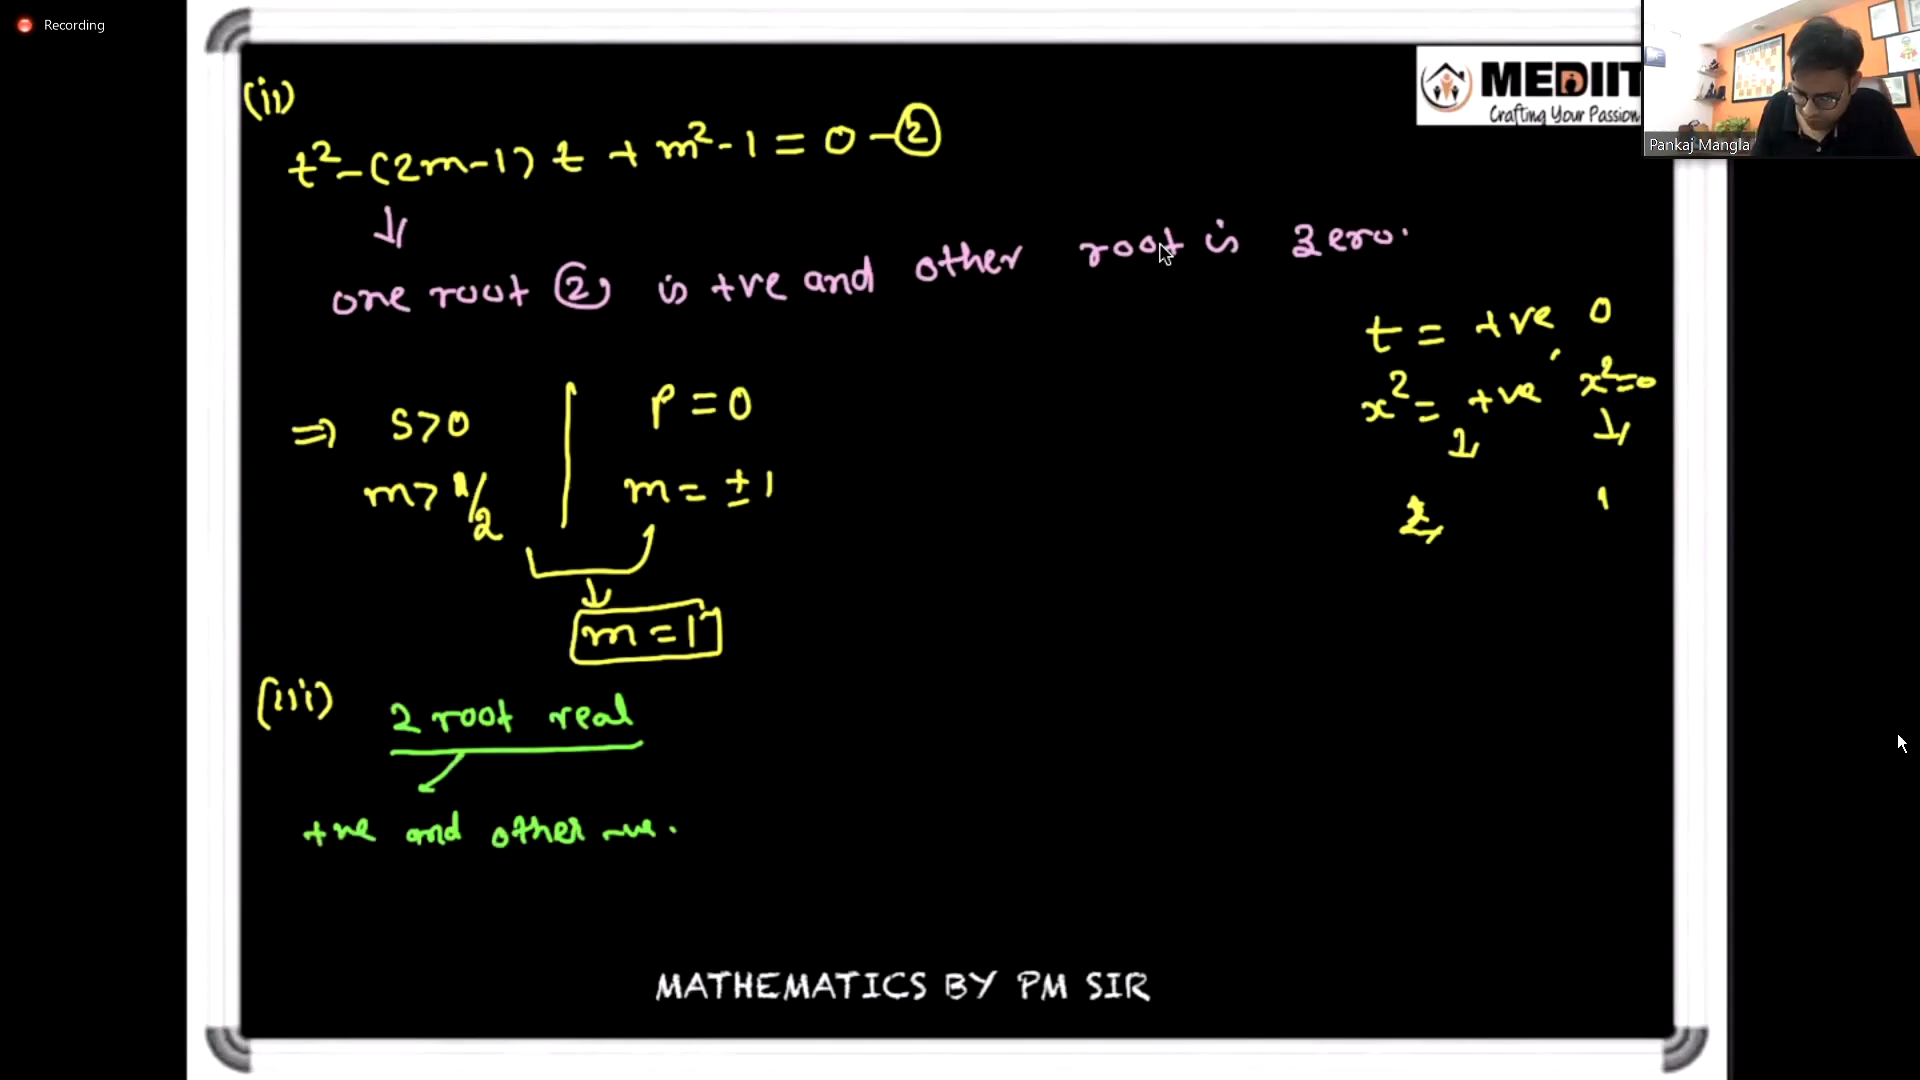 Recording
MEDIIT
Crafting Your Passion
Pankaj Mangla
(ii)
t² - (2m-1) t + m² - 1 = 0 - ②
↓
one root ② is +ve and other root is zero.
t = +ve , 0
x² = +ve x² = 0
↓ ↓
2, 1
⇒ S > 0 | P = 0
m > 1/2 | m = ± 1
↓
m = 1
(iii) 2 root real
+ve and other -ve.
MATHEMATICS BY PM SIR